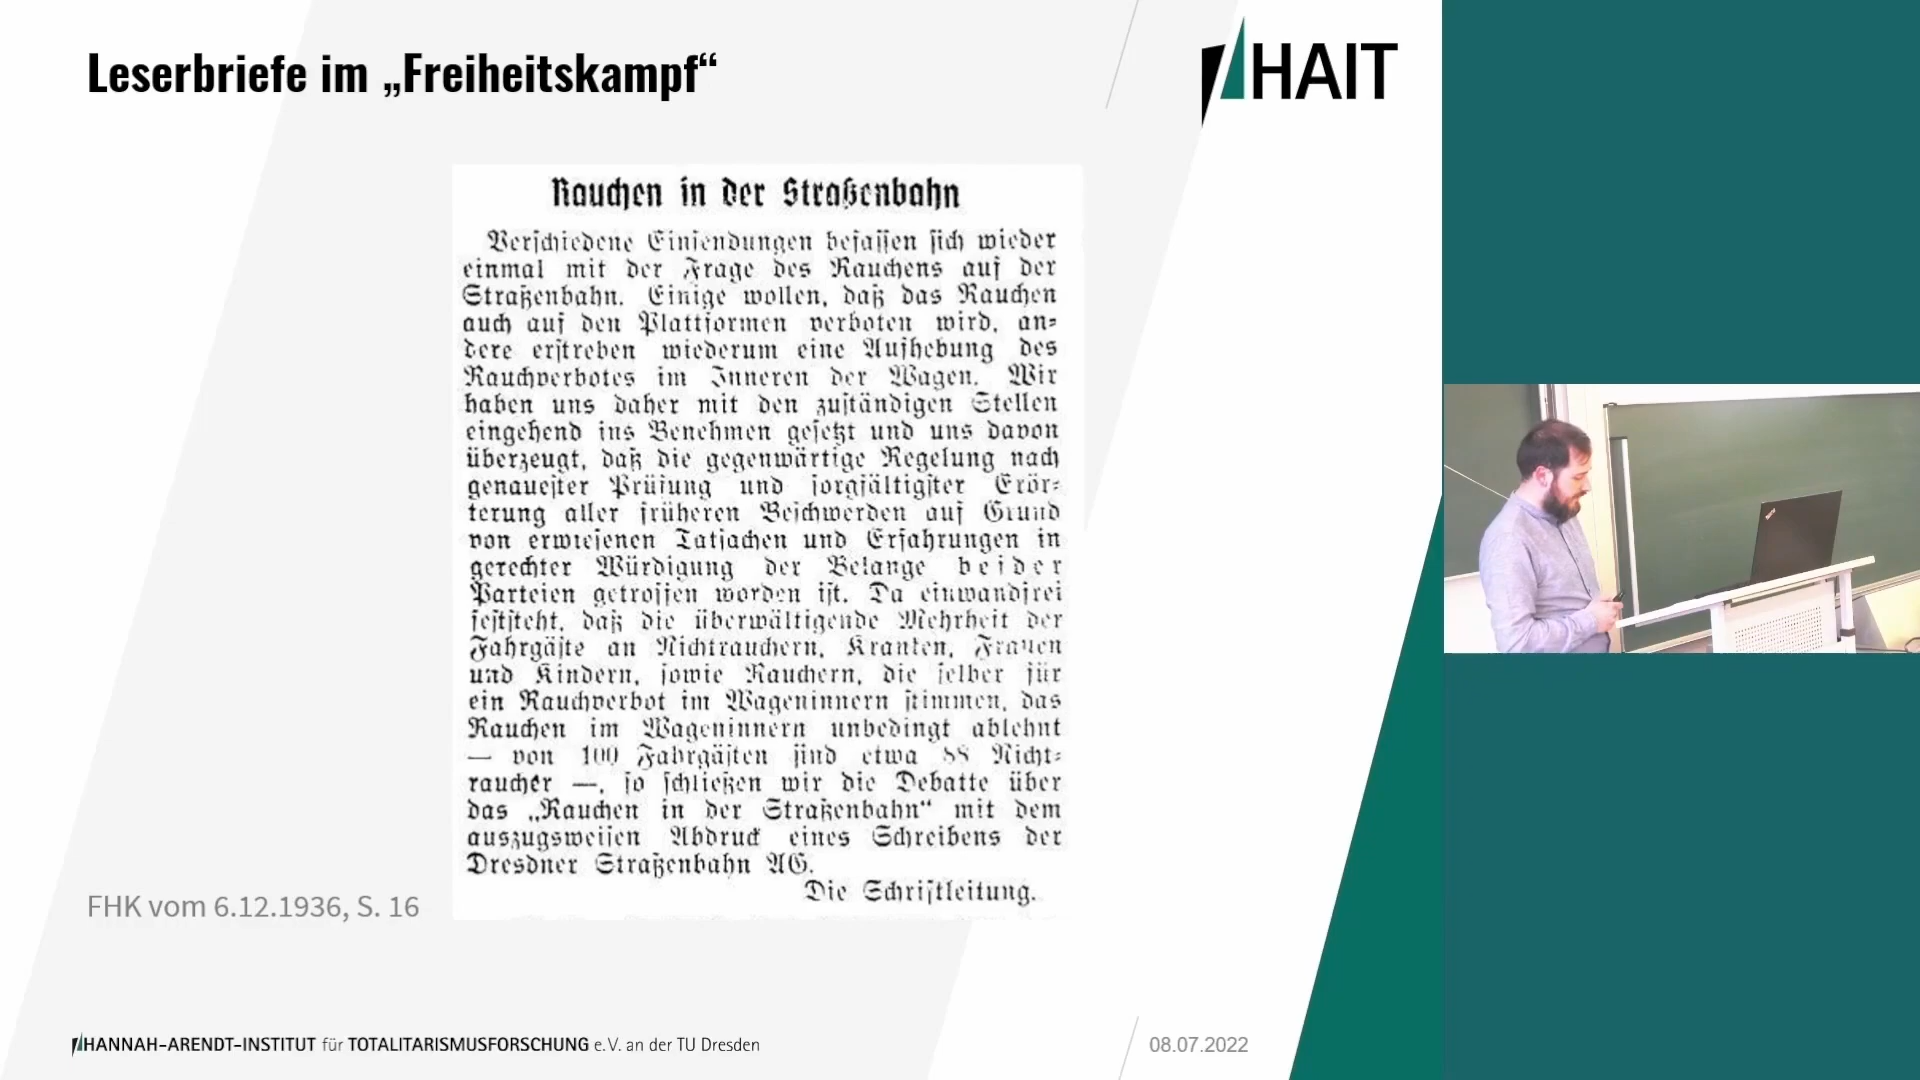 Leserbriefe im „Freiheitskampf“
HAIT
Rauchen in der Straßenbahn
Verschiedene Einsendungen befassen sich wieder
einmal mit der Frage des Rauchens auf der
Straßenbahn. Einige wollen, daß das Rauchen
auch auf den Plattformen verboten wird, an-
dere erstreben wiederum eine Aufhebung des
Rauchverbotes im Inneren der Wagen. Wir
haben uns daher mit den zuständigen Stellen
eingehend ins Benehmen gesetzt und uns davon
überzeugt, daß die gegenwärtige Regelung nach
genauester Prüfung und sorgfältigster Erör-
terung aller früheren Beschwerden auf Grund
von erwiesenen Tatsachen und Erfahrungen in
gerechter Würdigung der Belange beider
Parteien getroffen worden ist. Da einwandfrei
feststeht, daß die überwältigende Mehrheit der
Fahrgäste an Nichtrauchern, Kranken, Frauen
und Kindern, sowie Rauchern, die selber für
ein Rauchverbot im Wageninnern stimmen, das
Rauchen im Wageninnern unbedingt ablehnt
— von 100 Fahrgästen sind etwa 88 Nicht-
raucher —, so schließen wir die Debatte über
das „Rauchen in der Straßenbahn“ mit dem
auszugsweisen Abdruck eines Schreibens der
Dresdner Straßenbahn AG.
Die Schriftleitung.
FHK vom 6.12.1936, S. 16
HANNAH-ARENDT-INSTITUT für TOTALITARISMUSFORSCHUNG e.V. an der TU Dresden
08.07.2022